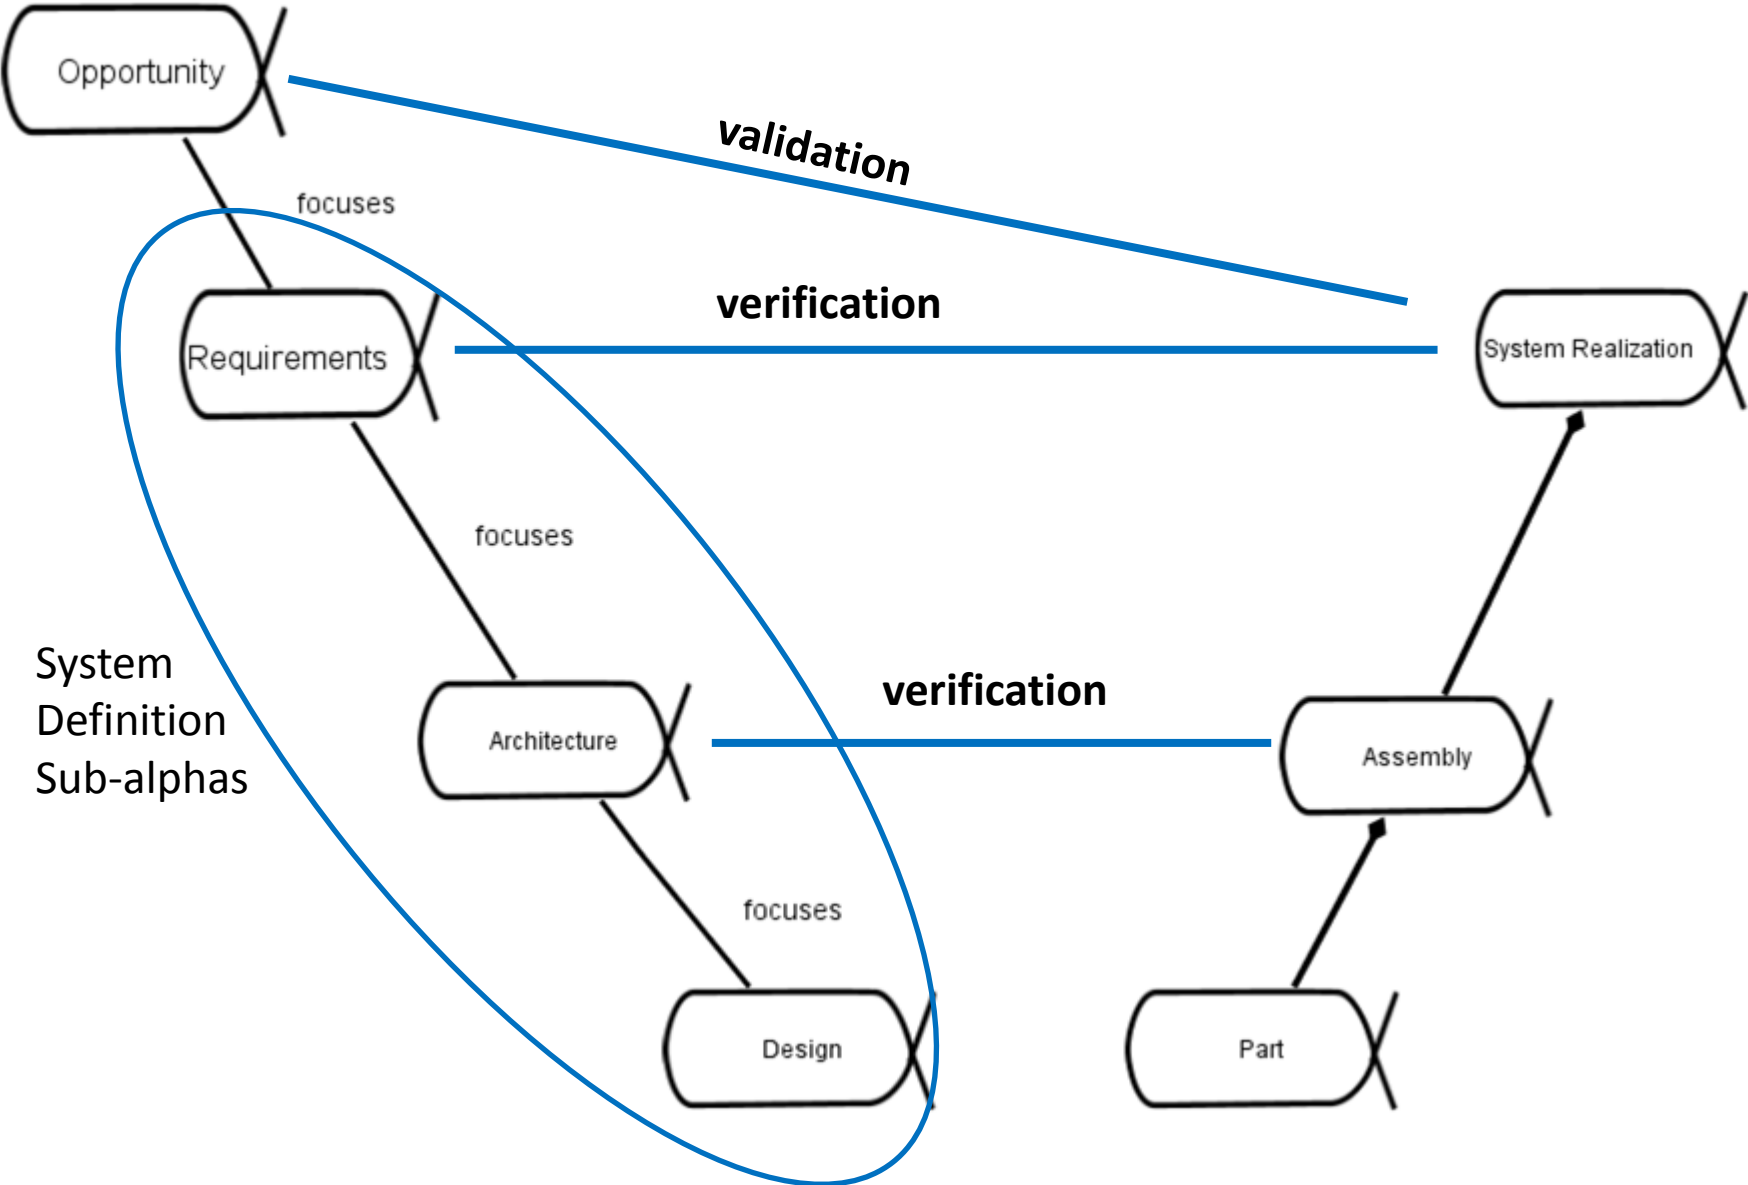 Opportunity
validation
focuses
verification
Requirements
System Realization
focuses
System
Definition
Sub-alphas
verification
Architecture
Assembly
focuses
Design
Part